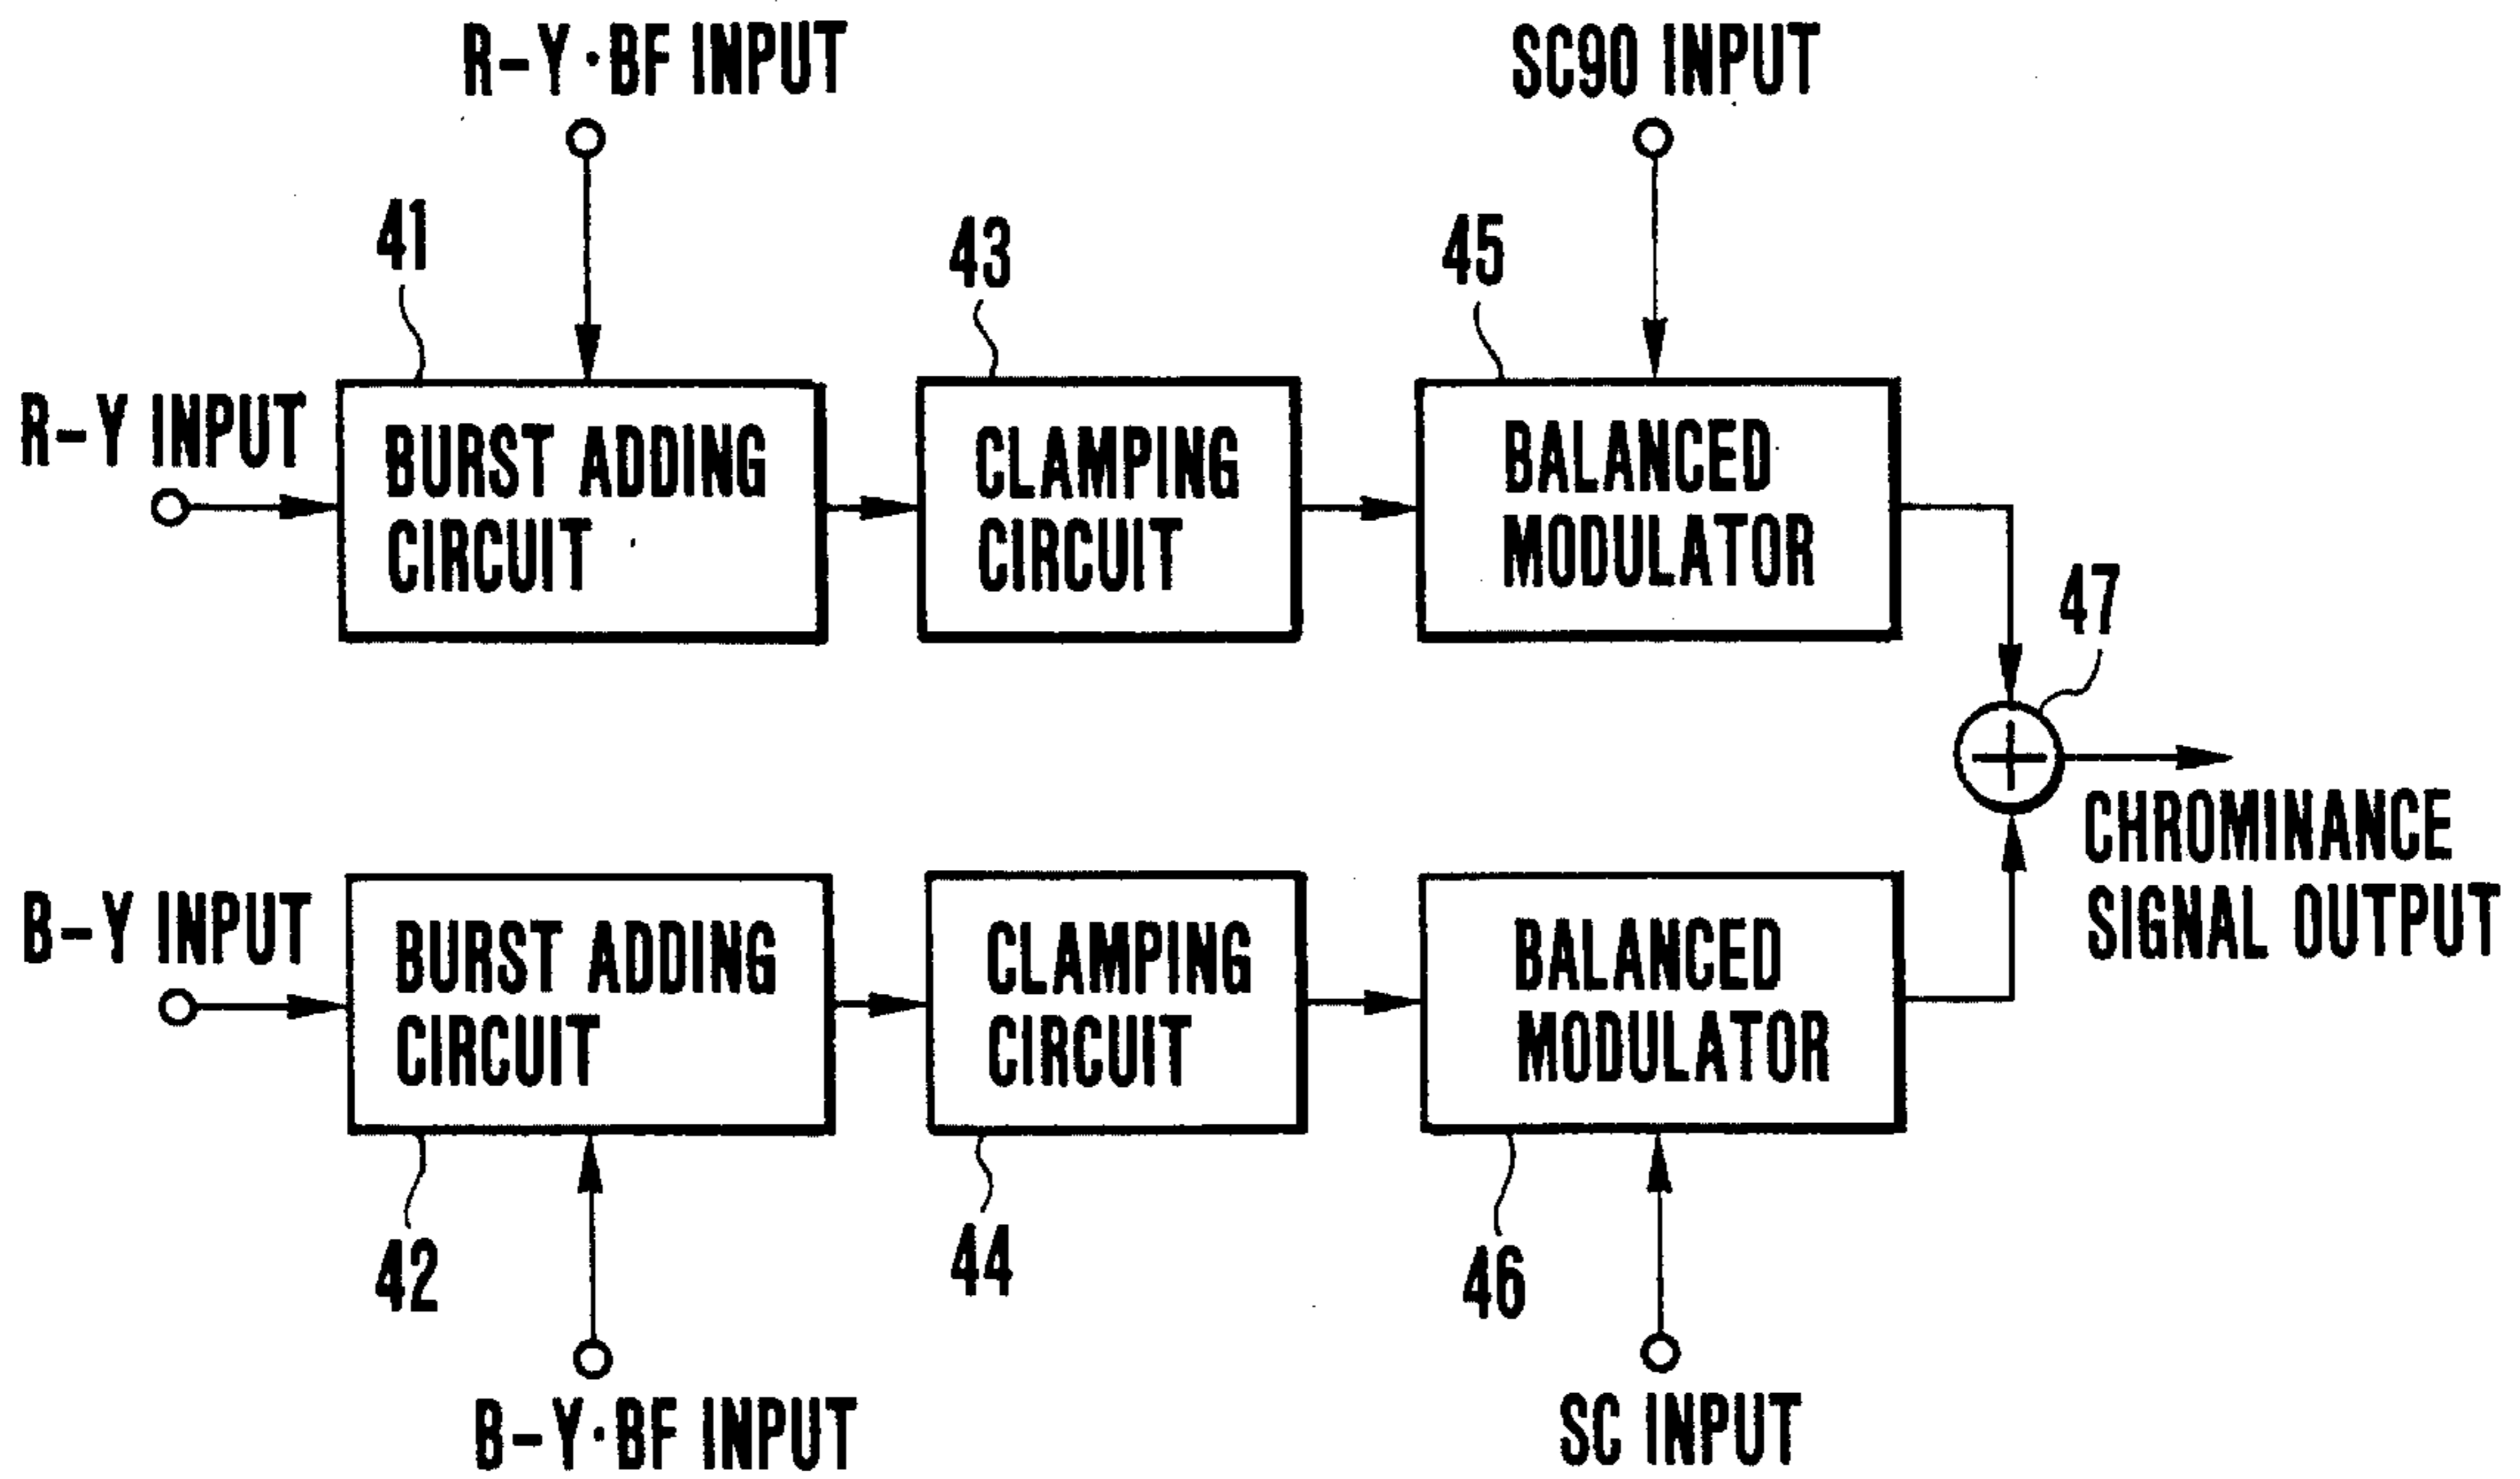 R-Y·BF INPUT
SC90 INPUT
41
43
45
R-Y INPUT
BURST ADDING
CIRCUIT
CLAMPING
CIRCUIT
BALANCED
MODULATOR
47
CHROMINANCE
SIGNAL OUTPUT
B-Y INPUT
BURST ADDING
CIRCUIT
CLAMPING
CIRCUIT
BALANCED
MODULATOR
42
44
46
B-Y·BF INPUT
SC INPUT